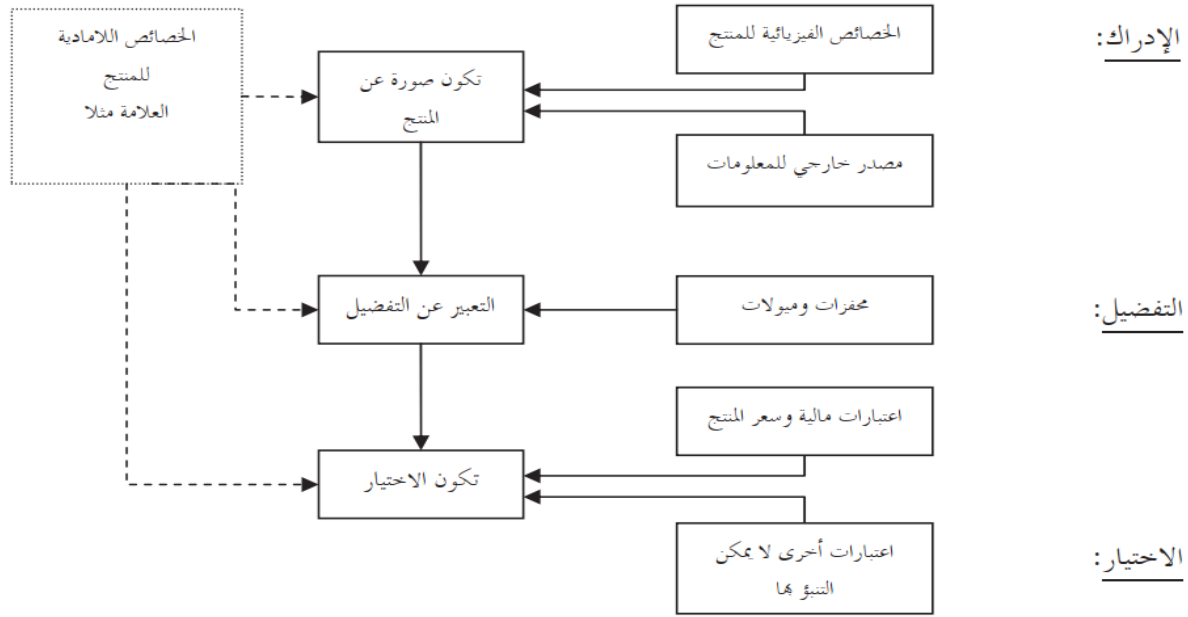 الإدراك:
الخصائص الفيزيائية للمنتج
الخصائص اللامادية
للمنتج
العلامة مثلا
تكون صورة عن
المنتج
مصدر خارجي للمعلومات
التفضيل:
محفزات وميولات
التعبير عن التفضيل
اعتبارات مالية وسعر المنتج
تكون الاختيار
الاختيار:
اعتبارات أخرى لا يمكن
التنبؤ بها